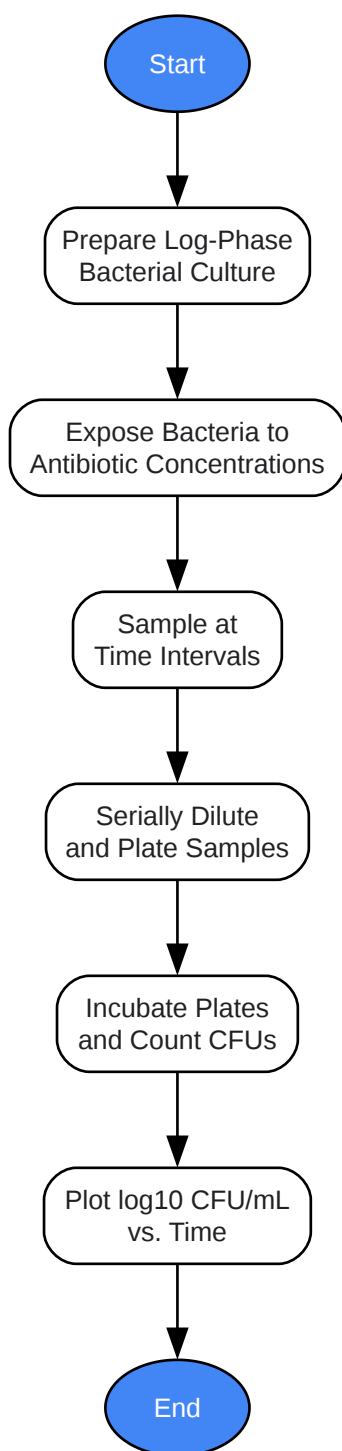 Start
Prepare Log-Phase
Bacterial Culture
Expose Bacteria to
Antibiotic Concentrations
Sample at
Time Intervals
Serially Dilute
and Plate Samples
Incubate Plates
and Count CFUs
Plot log10 CFU/mL
vs. Time
End